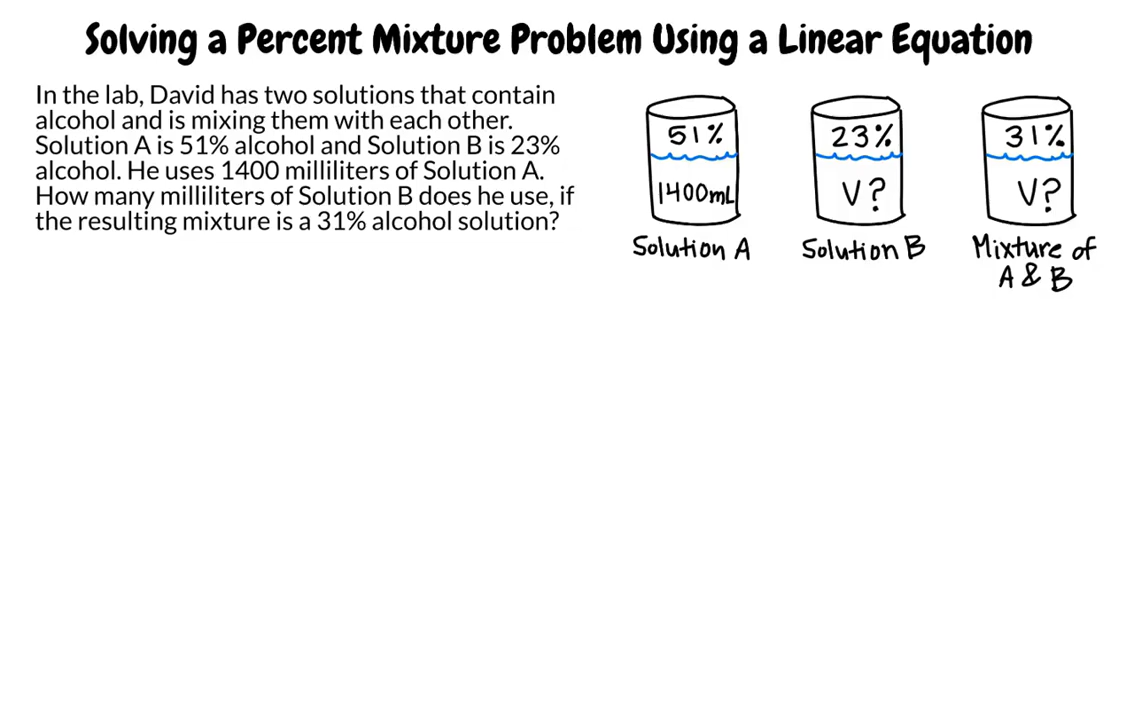 Solving a Percent Mixture Problem Using a Linear Equation
In the lab, David has two solutions that contain
alcohol and is mixing them with each other.
Solution A is 51% alcohol and Solution B is 23%
alcohol. He uses 1400 milliliters of Solution A.
How many milliliters of Solution B does he use, if
the resulting mixture is a 31% alcohol solution?
51%
1400mL
Solution A
23%
V?
Solution B
31%
V?
Mixture of
A & B